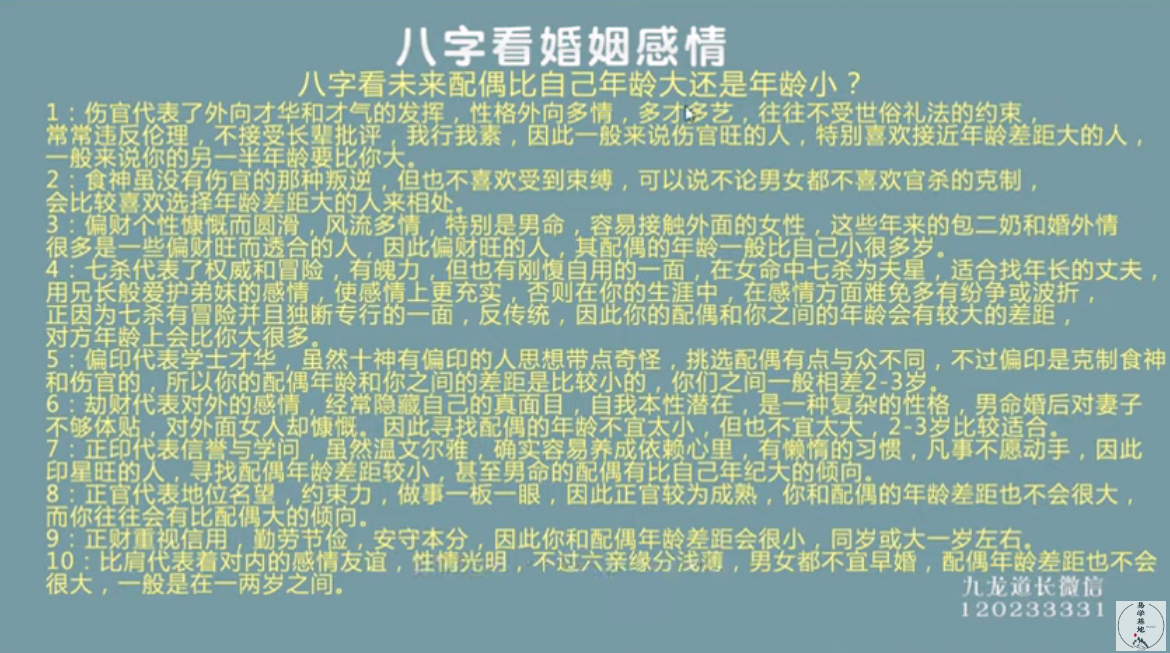 八字看婚姻感情
八字看未来配偶比自己年龄大还是年龄小？
1：伤官代表了外向才华和才气的发挥，性格外向多情，多才多艺，往往不受世俗礼法的约束，
常常违反伦理，不接受长辈批评，我行我素，因此一般来说伤官旺的人，特别喜欢接近年龄差距大的人，
一般来说你的另一半年龄要比你大。
2：食神虽没有伤官的那种叛逆，但也不喜欢受到束缚，可以说不论男女都不喜欢官杀的克制，
会比较喜欢选择年龄差距大的人来相处。
3：偏财个性慷慨而圆滑，风流多情，特别是男命，容易接触外面的女性，这些年来的包二奶和婚外情
很多是一些偏财旺而透合的人，因此偏财旺的人，其配偶的年龄一般比自己小很多岁。
4：七杀代表了权威和冒险，有魄力，但也有刚愎自用的一面，在女命中七杀为夫星，适合找年长的丈夫，
用兄长般爱护弟妹的感情，使感情上更充实，否则在你的生涯中，在感情方面难免多有纷争或波折，
正因为七杀有冒险并且独断专行的一面，反传统，因此你的配偶和你之间的年龄会有较大的差距，
对方年龄上会比你大很多。
5：偏印代表学士才华，虽然十神有偏印的人思想带点奇怪，挑选配偶有点与众不同，不过偏印是克制食神
和伤官的，所以你的配偶年龄和你之间的差距是比较小的，你们之间一般相差2-3岁。
6：劫财代表对外的感情，经常隐藏自己的真面目，自我本性潜在，是一种复杂的性格，男命婚后对妻子
不够体贴，对外面女人却慷慨。因此寻找配偶的年龄不宜太小，但也不宜太大，2-3岁比较适合。
7：正印代表信誉与学问，虽然温文尔雅，确实容易养成依赖心里，有懒惰的习惯，凡事不愿动手，因此
印星旺的人，寻找配偶年龄差距较小，甚至男命的配偶有比自己年纪大的倾向。
8：正官代表地位名望，约束力，做事一板一眼，因此正官较为成熟，你和配偶的年龄差距也不会很大，
而你往往会有比配偶大的倾向。
9：正财重视信用，勤劳节俭，安守本分，因此你和配偶年龄差距会很小，同岁或大一岁左右。
10：比肩代表着对内的感情友谊，性情光明，不过六亲缘分浅薄，男女都不宜早婚，配偶年龄差距也不会
很大，一般是在一两岁之间。
九龙道长微信
120233331
易学基地